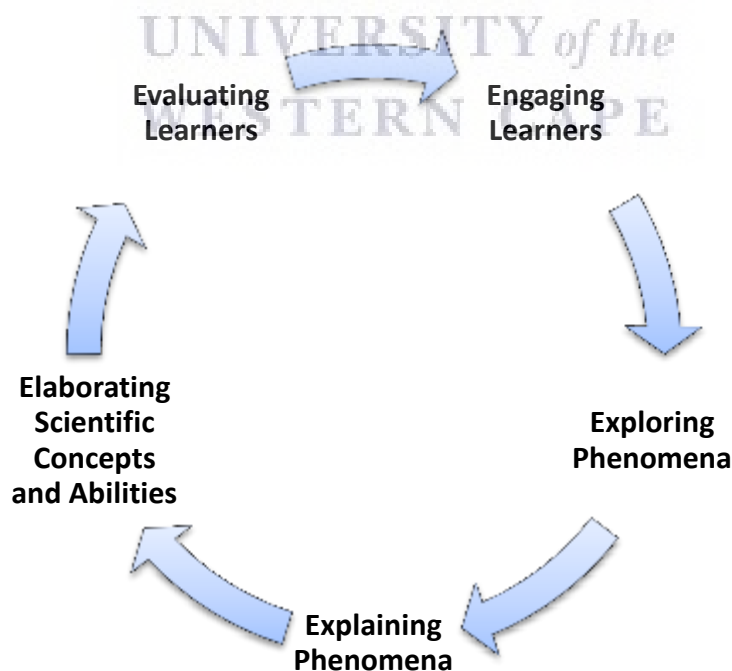 UNIVERSITY of the
WESTERN CAPE
Evaluating
Learners
Engaging
Learners
Exploring
Phenomena
Explaining
Phenomena
Elaborating
Scientific
Concepts
and Abilities